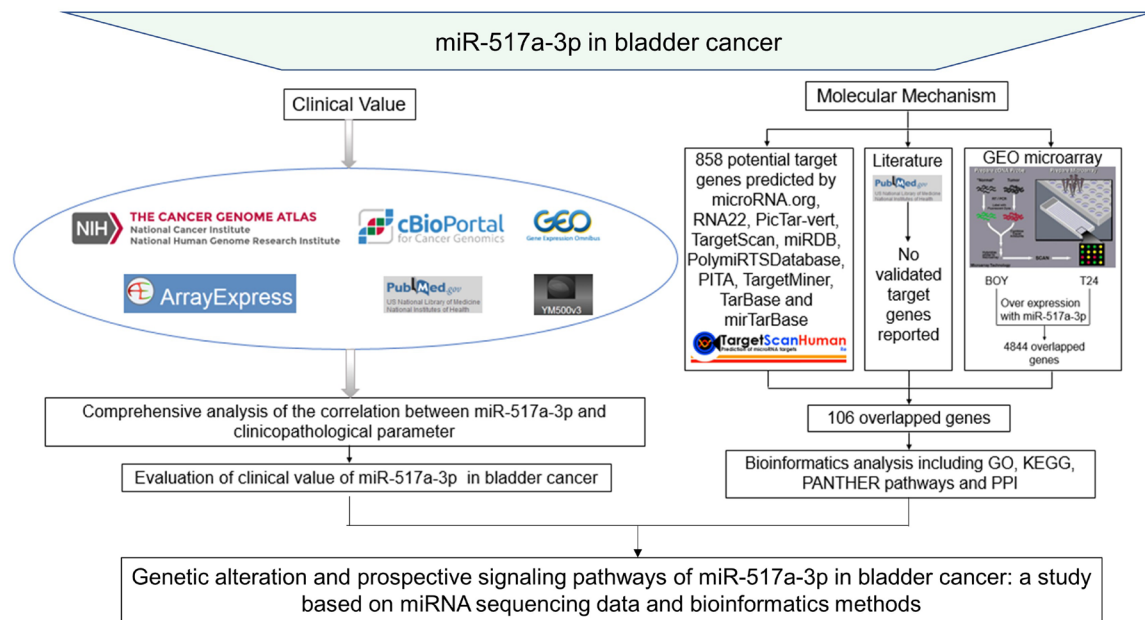 miR-517a-3p in bladder cancer
Clinical Value
NIH
THE CANCER GENOME ATLAS
National Cancer Institute
National Human Genome Research Institute
cBioPortal
for Cancer Genomics
GEO
Gene Expression Omnibus
AE
ArrayExpress
PubMed.gov
US National Library of Medicine
National Institutes of Health
YM500v3
Comprehensive analysis of the correlation between miR-517a-3p and
clinicopathological parameter
Evaluation of clinical value of miR-517a-3p in bladder cancer
Molecular Mechanism
858 potential target
genes predicted by
microRNA.org,
RNA22, PicTar-vert,
TargetScan, miRDB,
PolymiRTSDatabase,
PITA, TargetMiner,
TarBase and
mirTarBase
TargetScanHuman
Prediction of microRNA targets
Literature
PubMed.gov
US National Library of Medicine
National Institutes of Health
No
validated
target
genes
reported
GEO microarray
SCAN
BOY T24
Over expression
with miR-517a-3p
4844 overlapped
genes
106 overlapped genes
Bioinformatics analysis including GO, KEGG,
PANTHER pathways and PPI
Genetic alteration and prospective signaling pathways of miR-517a-3p in bladder cancer: a study
based on miRNA sequencing data and bioinformatics methods